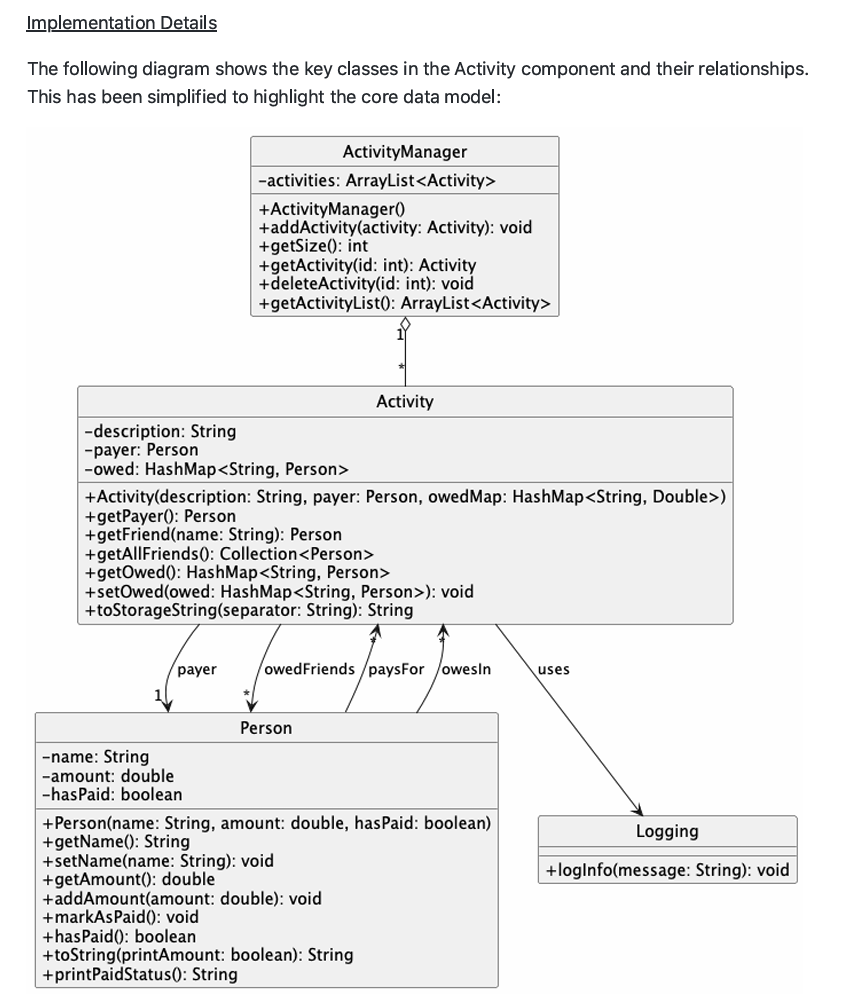 Implementation Details
The following diagram shows the key classes in the Activity component and their relationships.
This has been simplified to highlight the core data model:
ActivityManager
-activities: ArrayList<Activity>
+ActivityManager()
+addActivity(activity: Activity): void
+getSize(): int
+getActivity(id: int): Activity
+deleteActivity(id: int): void
+getActivityList(): ArrayList<Activity>
1
*
Activity
-description: String
-payer: Person
-owed: HashMap<String, Person>
+Activity(description: String, payer: Person, owedMap: HashMap<String, Double>)
+getPayer(): Person
+getFriend(name: String): Person
+getAllFriends(): Collection<Person>
+getOwed(): HashMap<String, Person>
+setOwed(owed: HashMap<String, Person>): void
+toStorageString(separator: String): String
* *
payer owedFriends paysFor owesIn uses
1 *
Person
-name: String
-amount: double
-hasPaid: boolean
+Person(name: String, amount: double, hasPaid: boolean)
+getName(): String
+setName(name: String): void
+getAmount(): double
+addAmount(amount: double): void
+markAsPaid(): void
+hasPaid(): boolean
+toString(printAmount: boolean): String
+printPaidStatus(): String
Logging
+logInfo(message: String): void